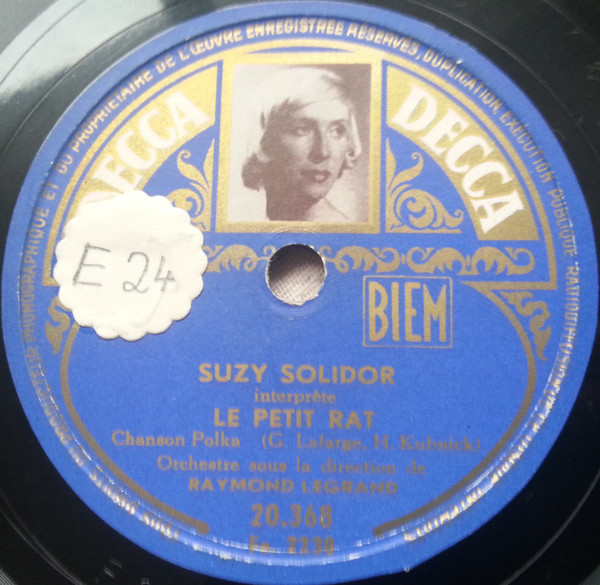 DE L'ŒUVRE ENREGISTRÉE RÉSERVÉS, DUPLICATION EXÉCUTION PUBLIQUE
PHONOGRAPHIQUE ET DU PROPRIÉTAIRE
DECCA
DECCA
E 24
BIEM
SUZY SOLIDOR
interprète
LE PETIT RAT
Chanson Polka (G. Lafarge, H. Kubnick)
Orchestre sous la direction de
RAYMOND LEGRAND
20.368